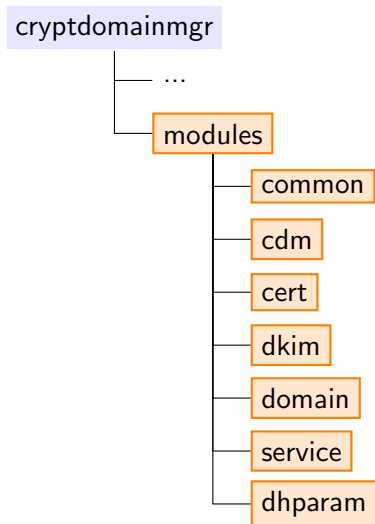 cryptdomainmgr
...
modules
common
cdm
cert
dkim
domain
service
dhparam